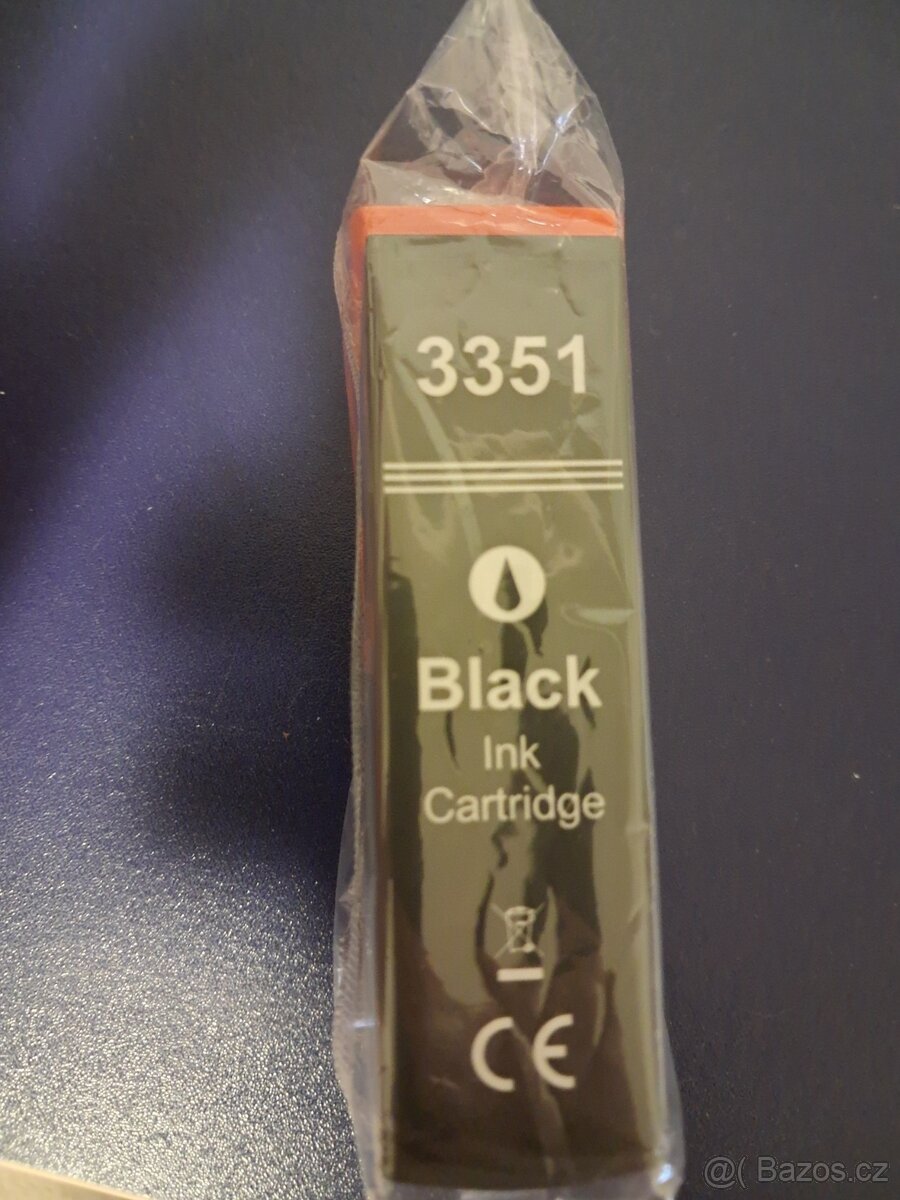 3351
Black
Ink
Cartridge
CE
@( Bazos.cz